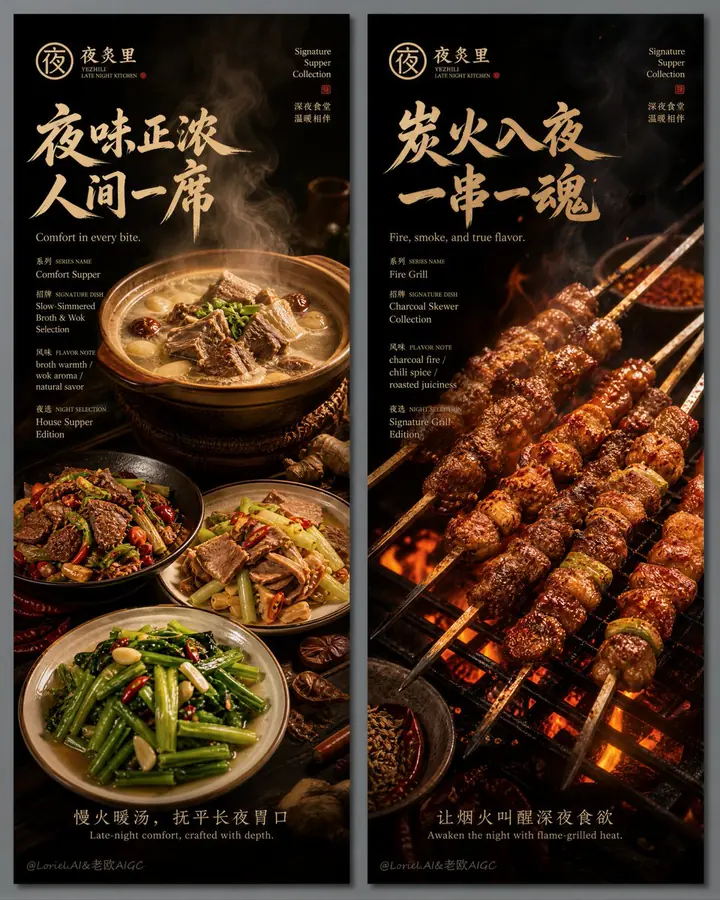 夜
夜炙里
YEZHILI
LATE NIGHT KITCHEN
Signature
Supper
Collection
深夜食堂
温暖相伴
夜味正浓
人间一席
Comfort in every bite.
系列 SERIES NAME
Comfort Supper
招牌 SIGNATURE DISH
Slow-Simmered
Broth & Wok
Selection
风味 FLAVOR NOTE
broth warmth /
wok aroma /
natural savor
夜选 NIGHT SELECTION
House Supper
Edition
慢火暖汤，抚平长夜胃口
Late-night comfort, crafted with depth.
@Loriel.AI&老欧AIGC
夜
夜炙里
YEZHILI
LATE NIGHT KITCHEN
Signature
Supper
Collection
深夜食堂
温暖相伴
炭火入夜
一串一魂
Fire, smoke, and true flavor.
系列 SERIES NAME
Fire Grill
招牌 SIGNATURE DISH
Charcoal Skewer
Collection
风味 FLAVOR NOTE
charcoal fire /
chili spice /
roasted juiciness
夜选 NIGHT SELECTION
Signature Grill
Edition
让烟火叫醒深夜食欲
Awaken the night with flame-grilled heat.
@Loriel.AI&老欧AIGC